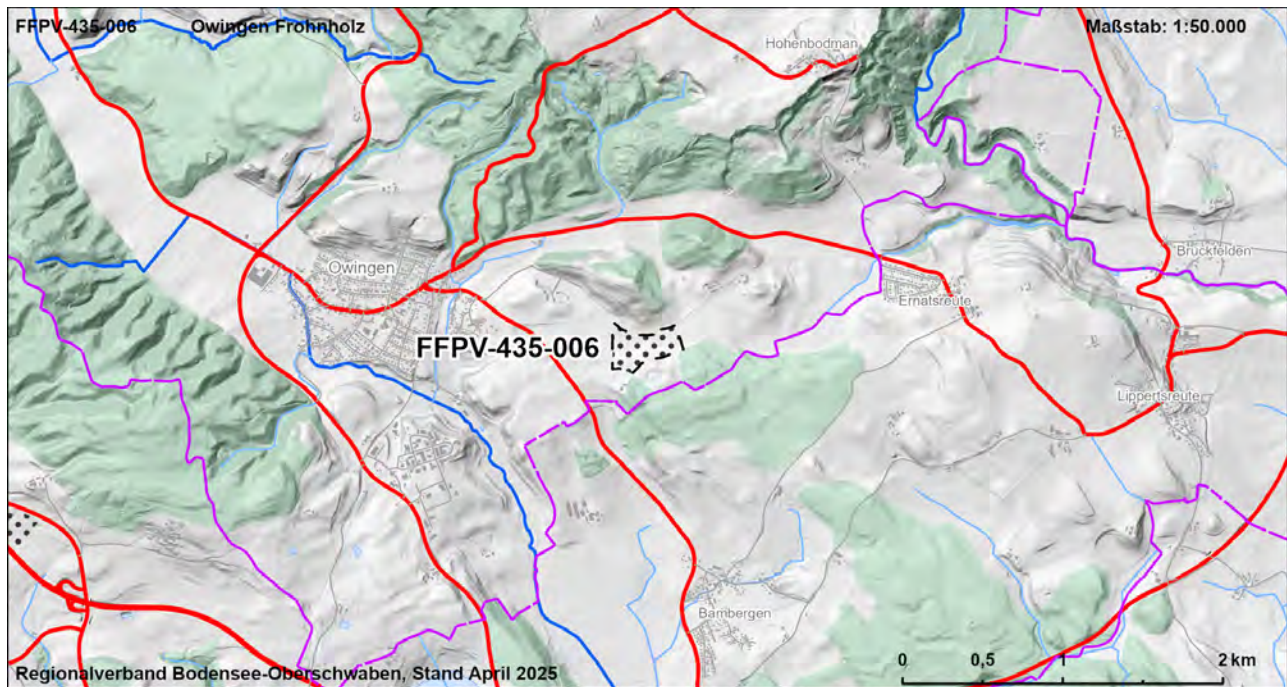 FFPV-435-006 Owingen Frohnholz Maßstab: 1:50.000
Hohenbodman
Bruckfelden
Owingen
Ernatsreute
FFPV-435-006
Lippertsreute
Bambergen
0 0,5 1 2 km
Regionalverband Bodensee-Oberschwaben, Stand April 2025